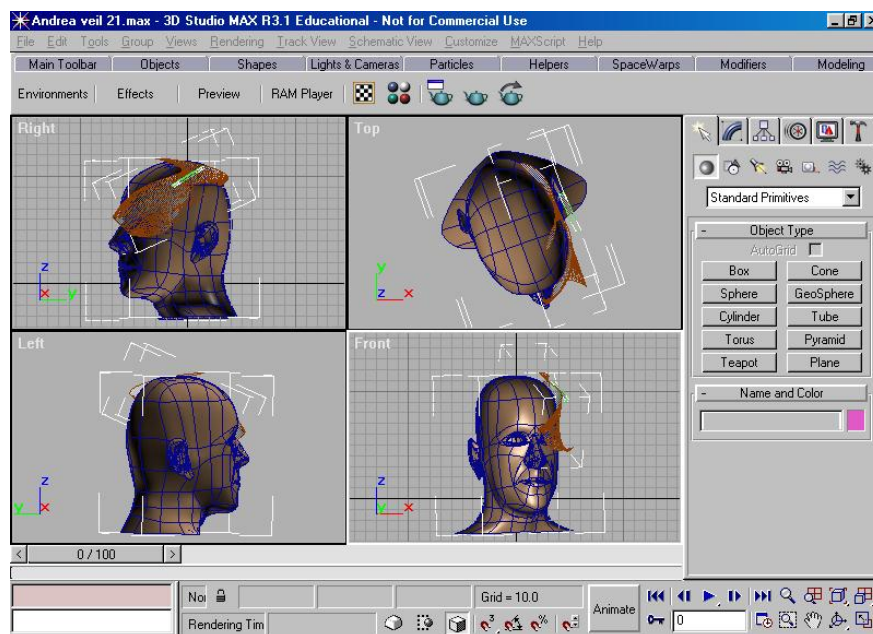 Andrea veil 21.max - 3D Studio MAX R3.1 Educational - Not for Commercial Use
File Edit Tools Group Views Rendering Track View Schematic View Customize MAXScript Help
Main Toolbar Objects Shapes Lights & Cameras Particles Helpers SpaceWarps Modifiers Modeling
Environments Effects Preview RAM Player
Right Top
Standard Primitives
- Object Type
AutoGrid
Box Cone
Sphere GeoSphere
Cylinder Tube
Torus Pyramid
Teapot Plane
- Name and Color
z
x y
y
z x
Left Front
z
y x
z
y x
< 0 / 100 >
Nor Grid = 10.0
Animate
Rendering Tim
0